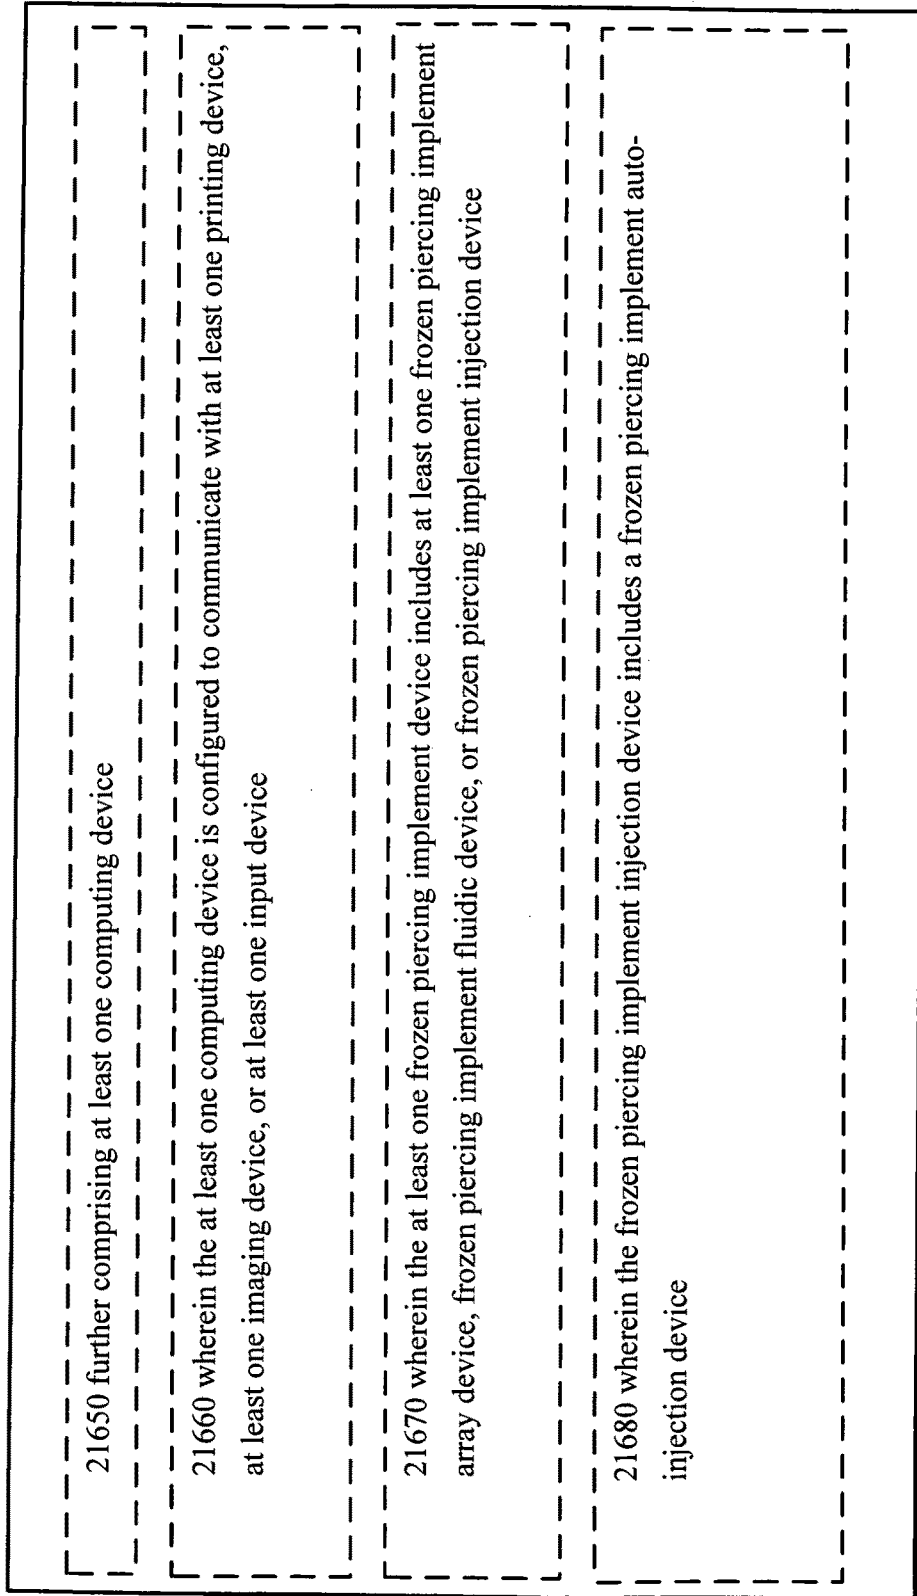 21650 further comprising at least one computing device
21660 wherein the at least one computing device is configured to communicate with at least one printing device,
at least one imaging device, or at least one input device
21670 wherein the at least one frozen piercing implement device includes at least one frozen piercing implement
array device, frozen piercing implement fluidic device, or frozen piercing implement injection device
21680 wherein the frozen piercing implement injection device includes a frozen piercing implement auto-
injection device